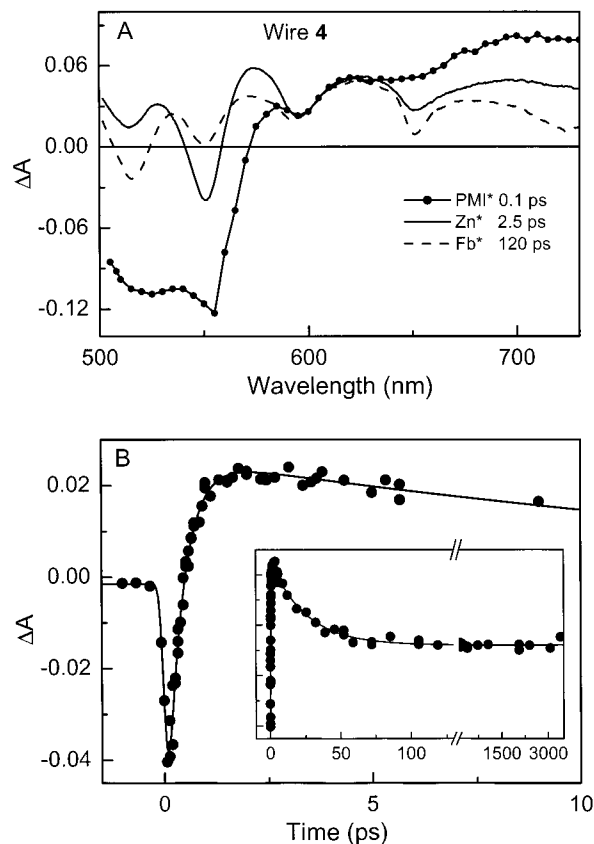 A
Wire 4
0.06
0.00
-0.06
-0.12
ΔA
PMI* 0.1 ps
Zn* 2.5 ps
Fb* 120 ps
500
600
700
Wavelength (nm)
B
0.02
0.00
-0.02
-0.04
ΔA
0
50
100
1500
3000
0
5
10
Time (ps)